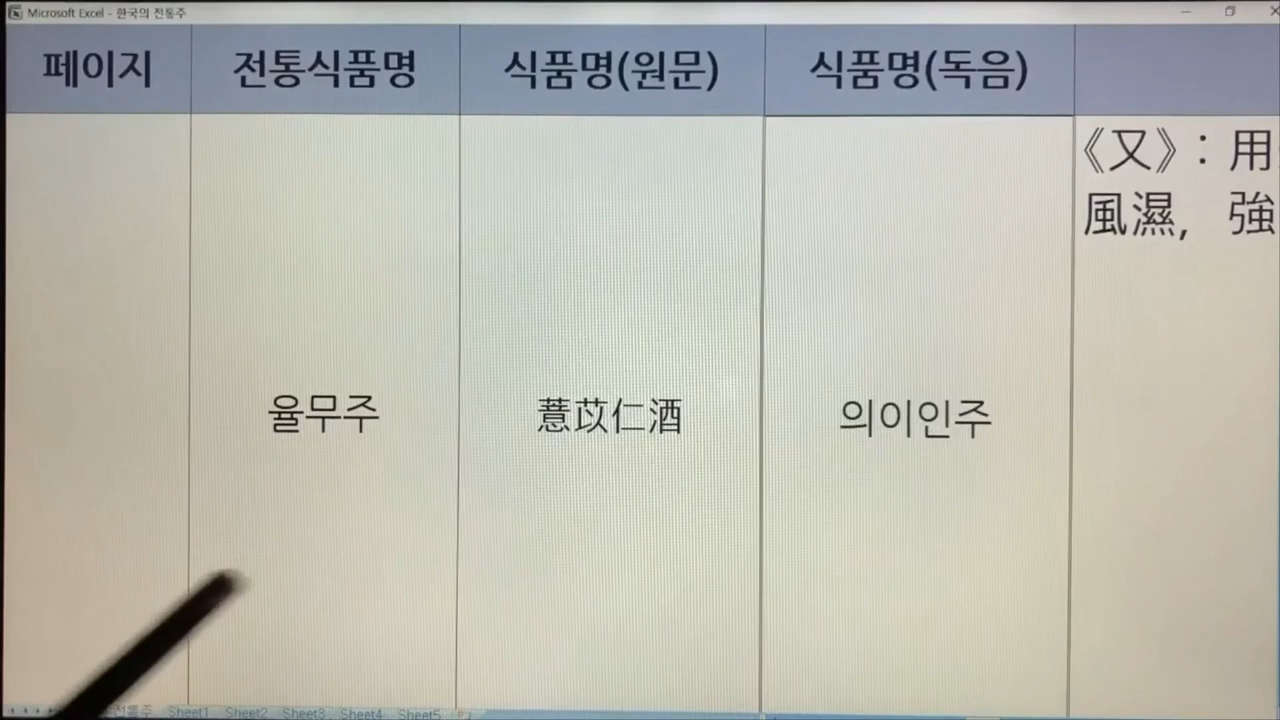 Microsoft Excel - 한국의 전통주
페이지 전통식품명 식품명(원문) 식품명(독음)
《又》：用
風濕, 強
율무주 薏苡仁酒 의이인주
전통주 Sheet1 Sheet2 Sheet3 Sheet4 Sheet5